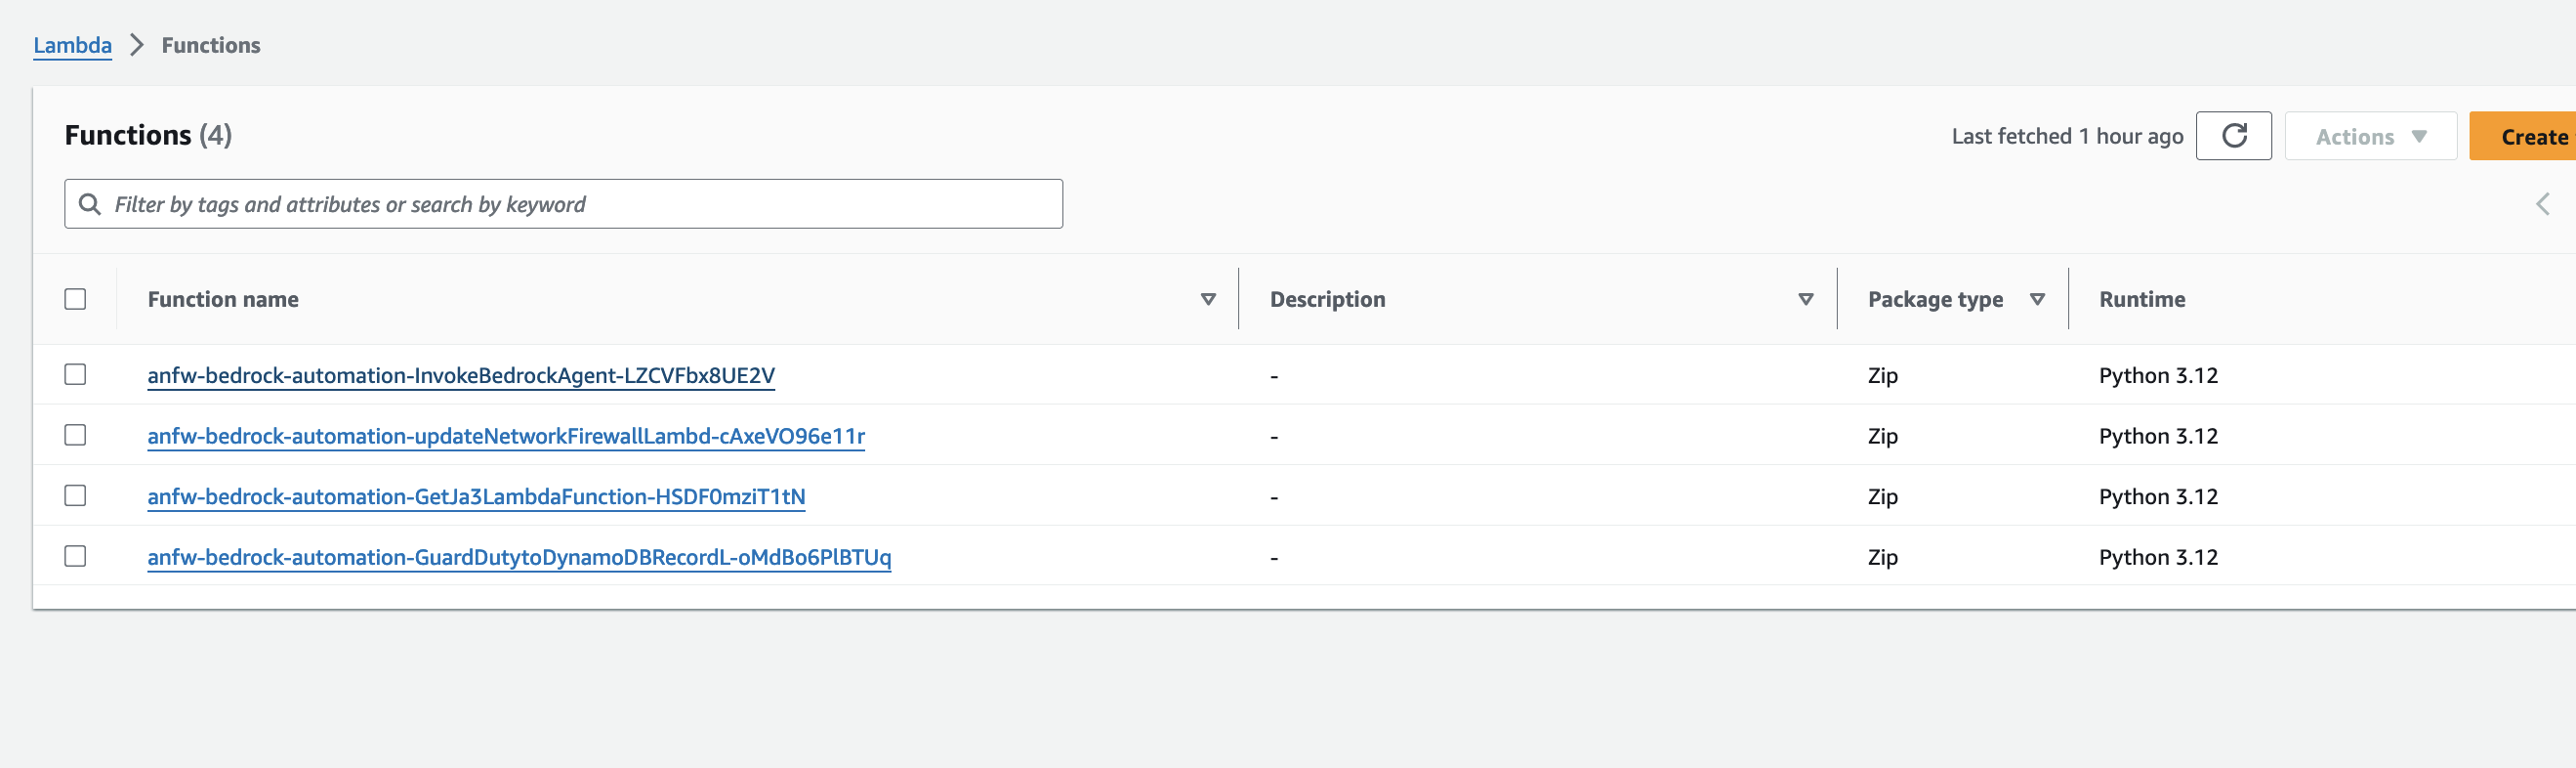 Lambda > Functions
Functions (4)
Last fetched 1 hour ago Actions Create
Filter by tags and attributes or search by keyword
Function name Description Package type Runtime
anfw-bedrock-automation-InvokeBedrockAgent-LZCVFbx8UE2V - Zip Python 3.12
anfw-bedrock-automation-updateNetworkFirewallLambd-cAxeVO96e11r - Zip Python 3.12
anfw-bedrock-automation-GetJa3LambdaFunction-HSDF0mziT1tN - Zip Python 3.12
anfw-bedrock-automation-GuardDutytoDynamoDBRecordL-oMdBo6PlBTUq - Zip Python 3.12